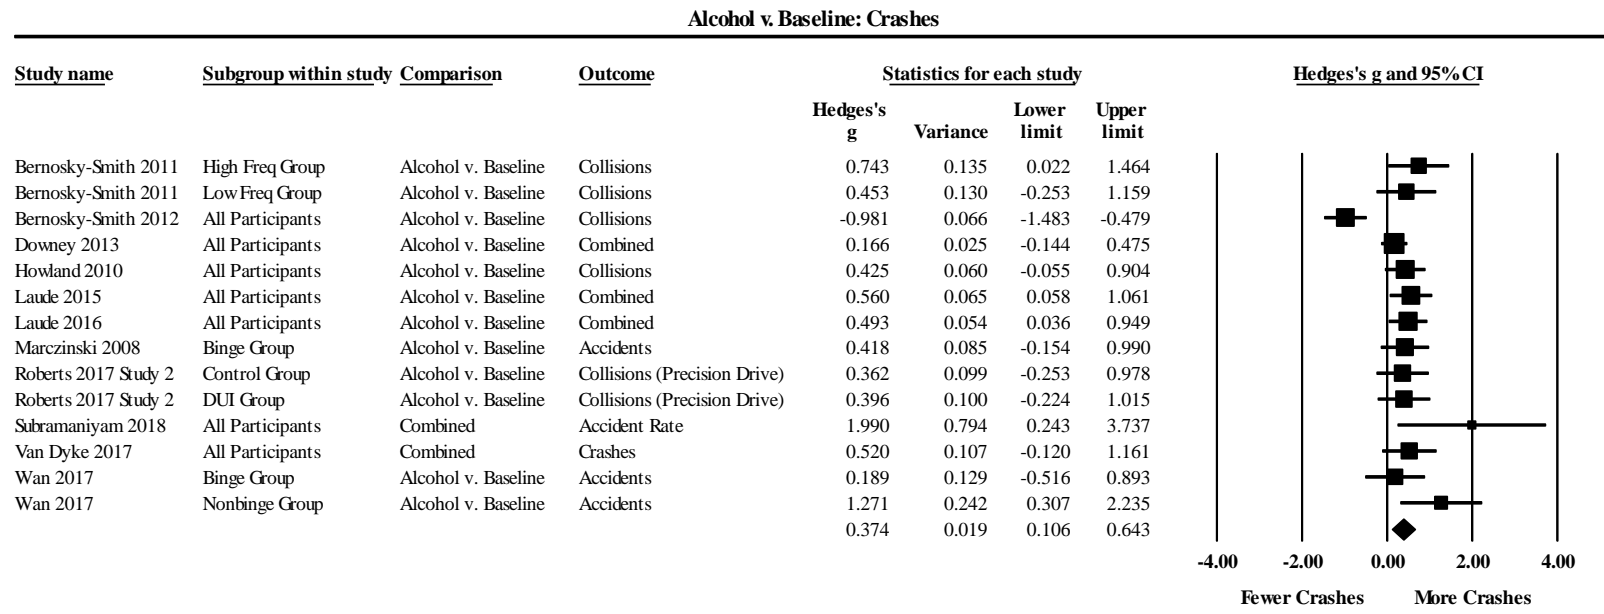 Alcohol v. Baseline: Crashes
Study name Subgroup within study Comparison Outcome Statistics for each study Hedges's g and 95% CI
Hedges's g Variance Lower limit Upper limit
Bernosky-Smith 2011 High Freq Group Alcohol v. Baseline Collisions 0.743 0.135 0.022 1.464
Bernosky-Smith 2011 Low Freq Group Alcohol v. Baseline Collisions 0.453 0.130 -0.253 1.159
Bernosky-Smith 2012 All Participants Alcohol v. Baseline Collisions -0.981 0.066 -1.483 -0.479
Downey 2013 All Participants Alcohol v. Baseline Combined 0.166 0.025 -0.144 0.475
Howland 2010 All Participants Alcohol v. Baseline Collisions 0.425 0.060 -0.055 0.904
Laude 2015 All Participants Alcohol v. Baseline Combined 0.560 0.065 0.058 1.061
Laude 2016 All Participants Alcohol v. Baseline Combined 0.493 0.054 0.036 0.949
Marczinski 2008 Binge Group Alcohol v. Baseline Accidents 0.418 0.085 -0.154 0.990
Roberts 2017 Study 2 Control Group Alcohol v. Baseline Collisions (Precision Drive) 0.362 0.099 -0.253 0.978
Roberts 2017 Study 2 DUI Group Alcohol v. Baseline Collisions (Precision Drive) 0.396 0.100 -0.224 1.015
Subramaniyam 2018 All Participants Combined Accident Rate 1.990 0.794 0.243 3.737
Van Dyke 2017 All Participants Combined Crashes 0.520 0.107 -0.120 1.161
Wan 2017 Binge Group Alcohol v. Baseline Accidents 0.189 0.129 -0.516 0.893
Wan 2017 Nonbinge Group Alcohol v. Baseline Accidents 1.271 0.242 0.307 2.235
0.374 0.019 0.106 0.643
-4.00 -2.00 0.00 2.00 4.00
Fewer Crashes More Crashes